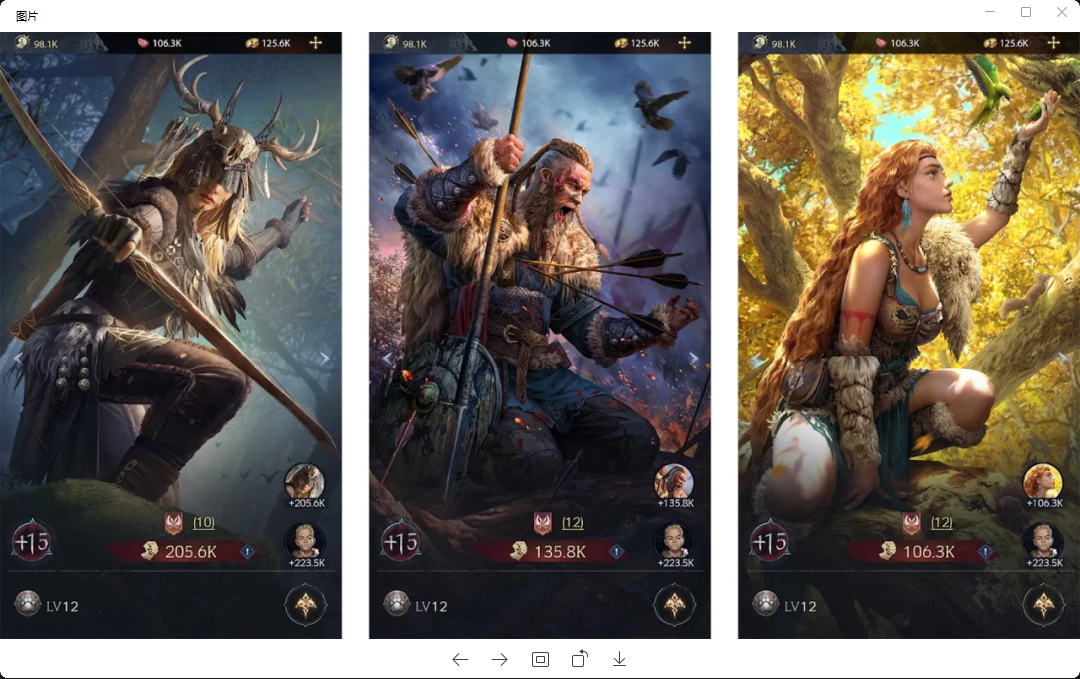 图片
98.1K 106.3K 125.6K
+205.6K
(10)
+15
205.6K
+223.5K
LV12
98.1K 106.3K 125.6K
+135.8K
(12)
+15
135.8K
+223.5K
LV12
98.1K 106.3K 125.6K
+106.3K
(12)
+15
106.3K
+223.5K
LV12